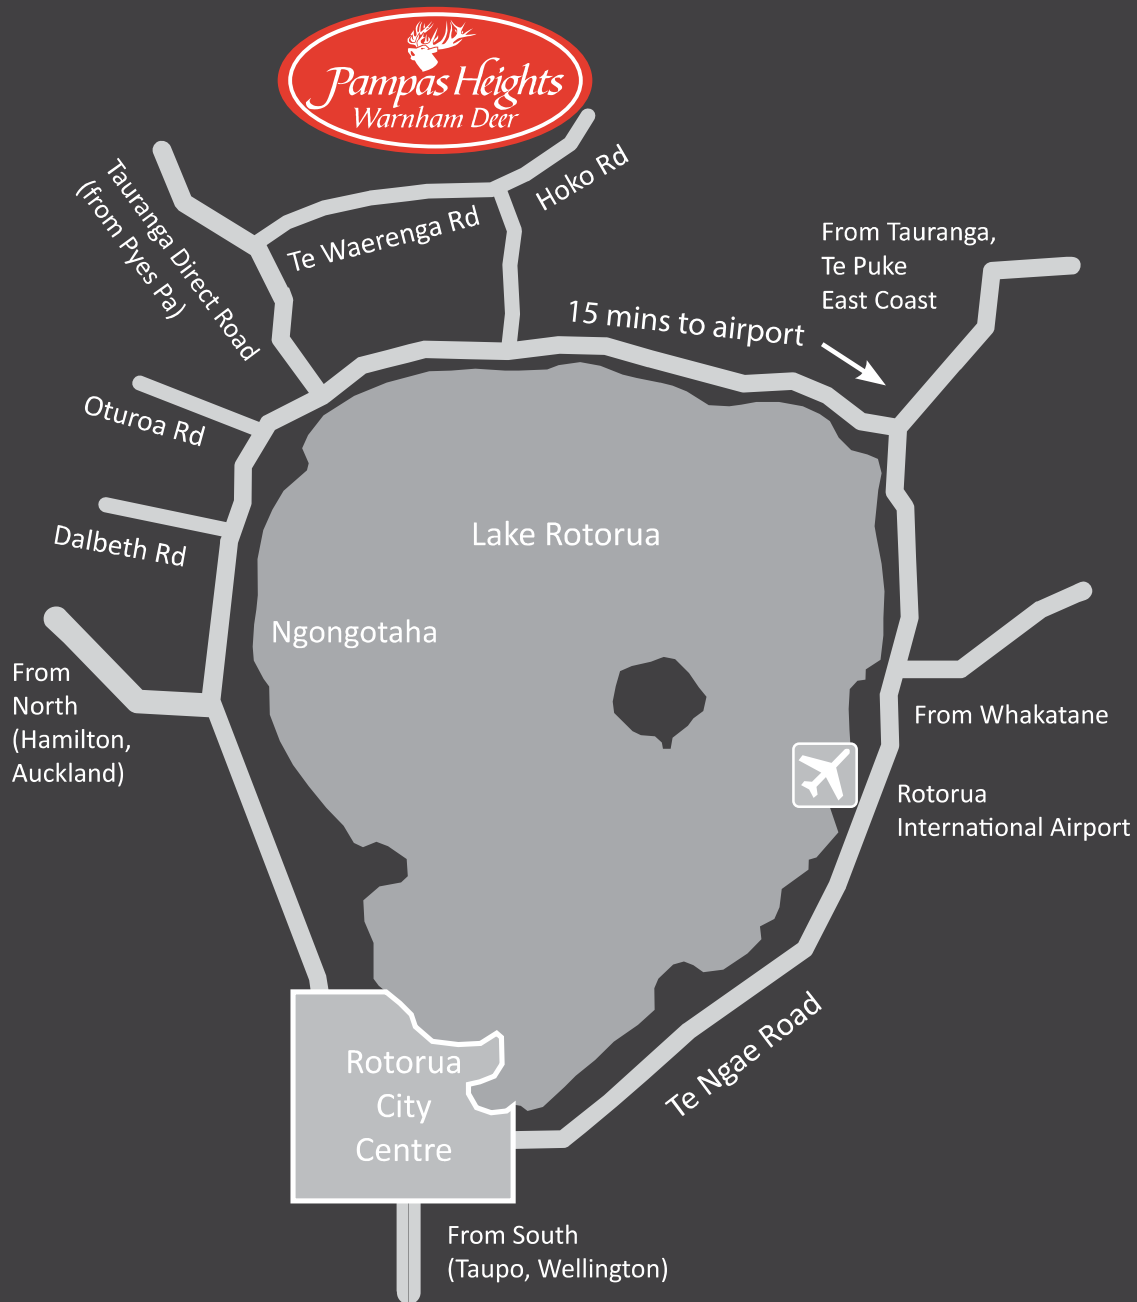 Pampas Heights
Warnham Deer
Tauranga Direct Road
(from Pyes Pa)
Te Waerenga Rd
Hoko Rd
From Tauranga,
Te Puke
East Coast
15 mins to airport
Oturoa Rd
Dalbeth Rd
Lake Rotorua
Ngongotaha
From
North
(Hamilton,
Auckland)
From Whakatane
Rotorua
International Airport
Te Ngae Road
Rotorua
City
Centre
From South
(Taupo, Wellington)